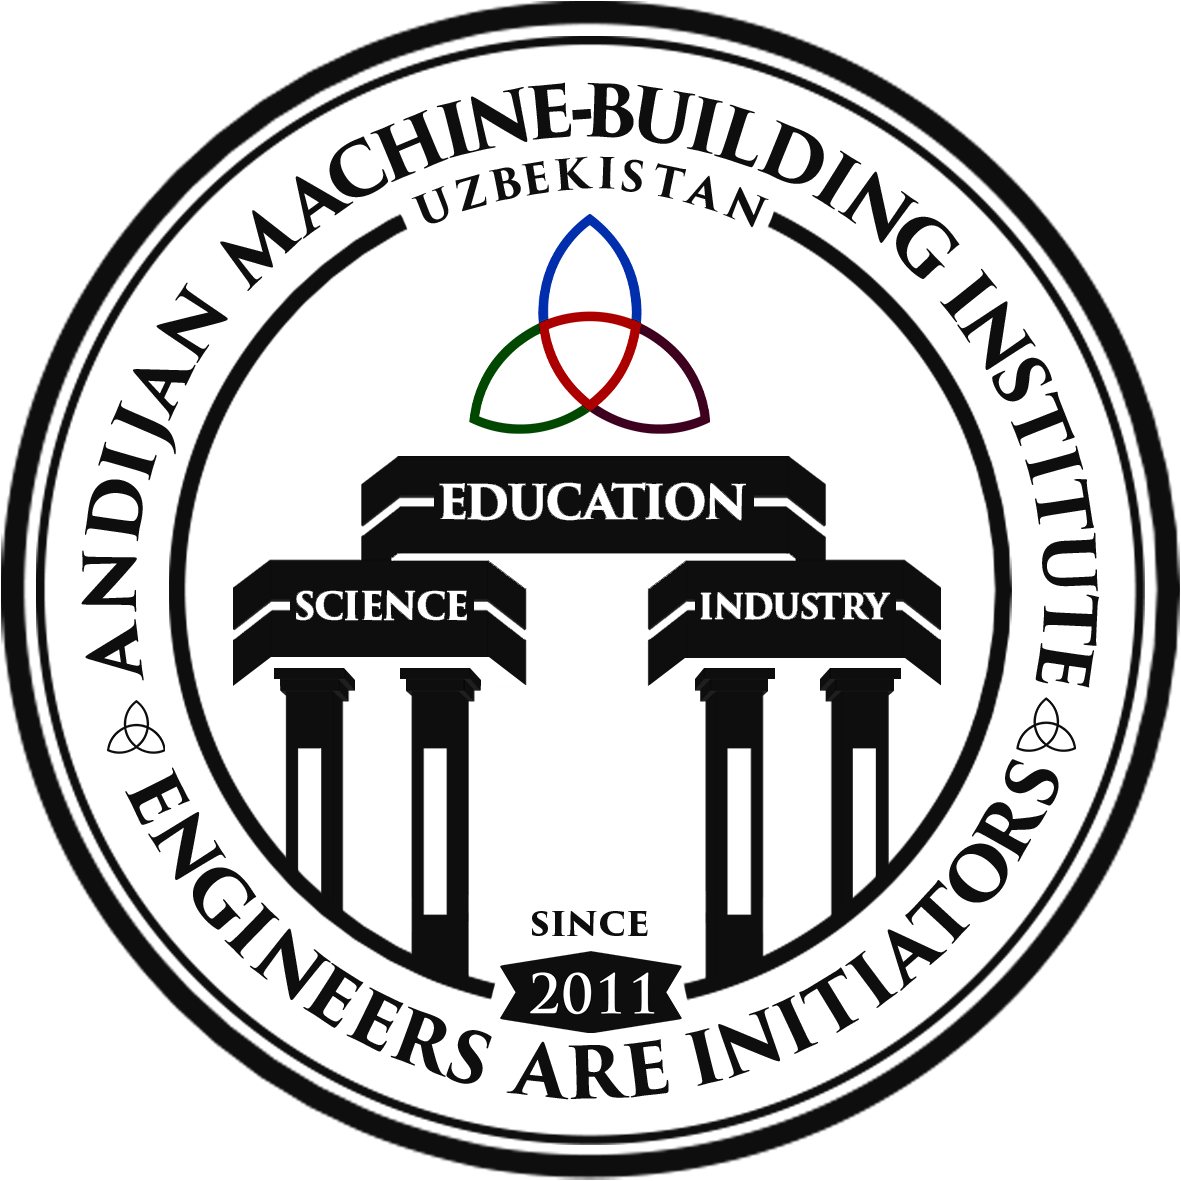 ANDIJAN MACHINE-BUILDING INSTITUTE
UZBEKISTAN
EDUCATION
SCIENCE
INDUSTRY
SINCE
2011
ENGINEERS ARE INITIATORS